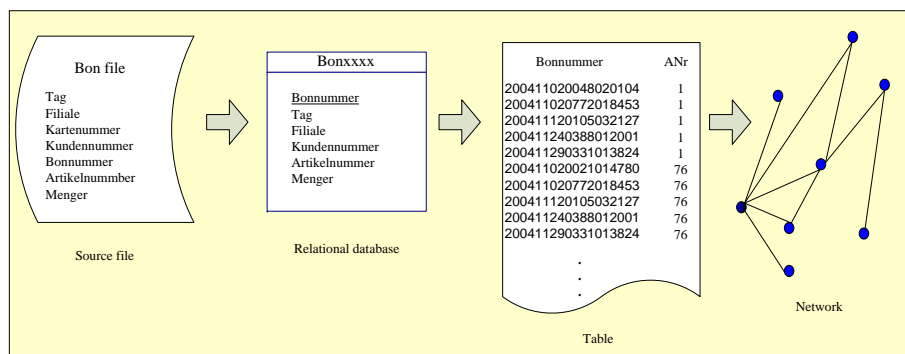 Bon file
Tag
Filiale
Kartenummer
Kundennummer
Bonnummer
Artikelnummber
Menger
Source file
Bonxxxx
Bonnummer
Tag
Filiale
Kundennummer
Artikelnummer
Menger
Relational database
Bonnummer ANr
200411020048020104 1
200411020772018453 1
200411120105032127 1
200411240388012001 1
200411290331013824 1
200411020021014780 76
200411020772018453 76
200411120105032127 76
200411240388012001 76
200411290331013824 76
.
.
.
Table
Network